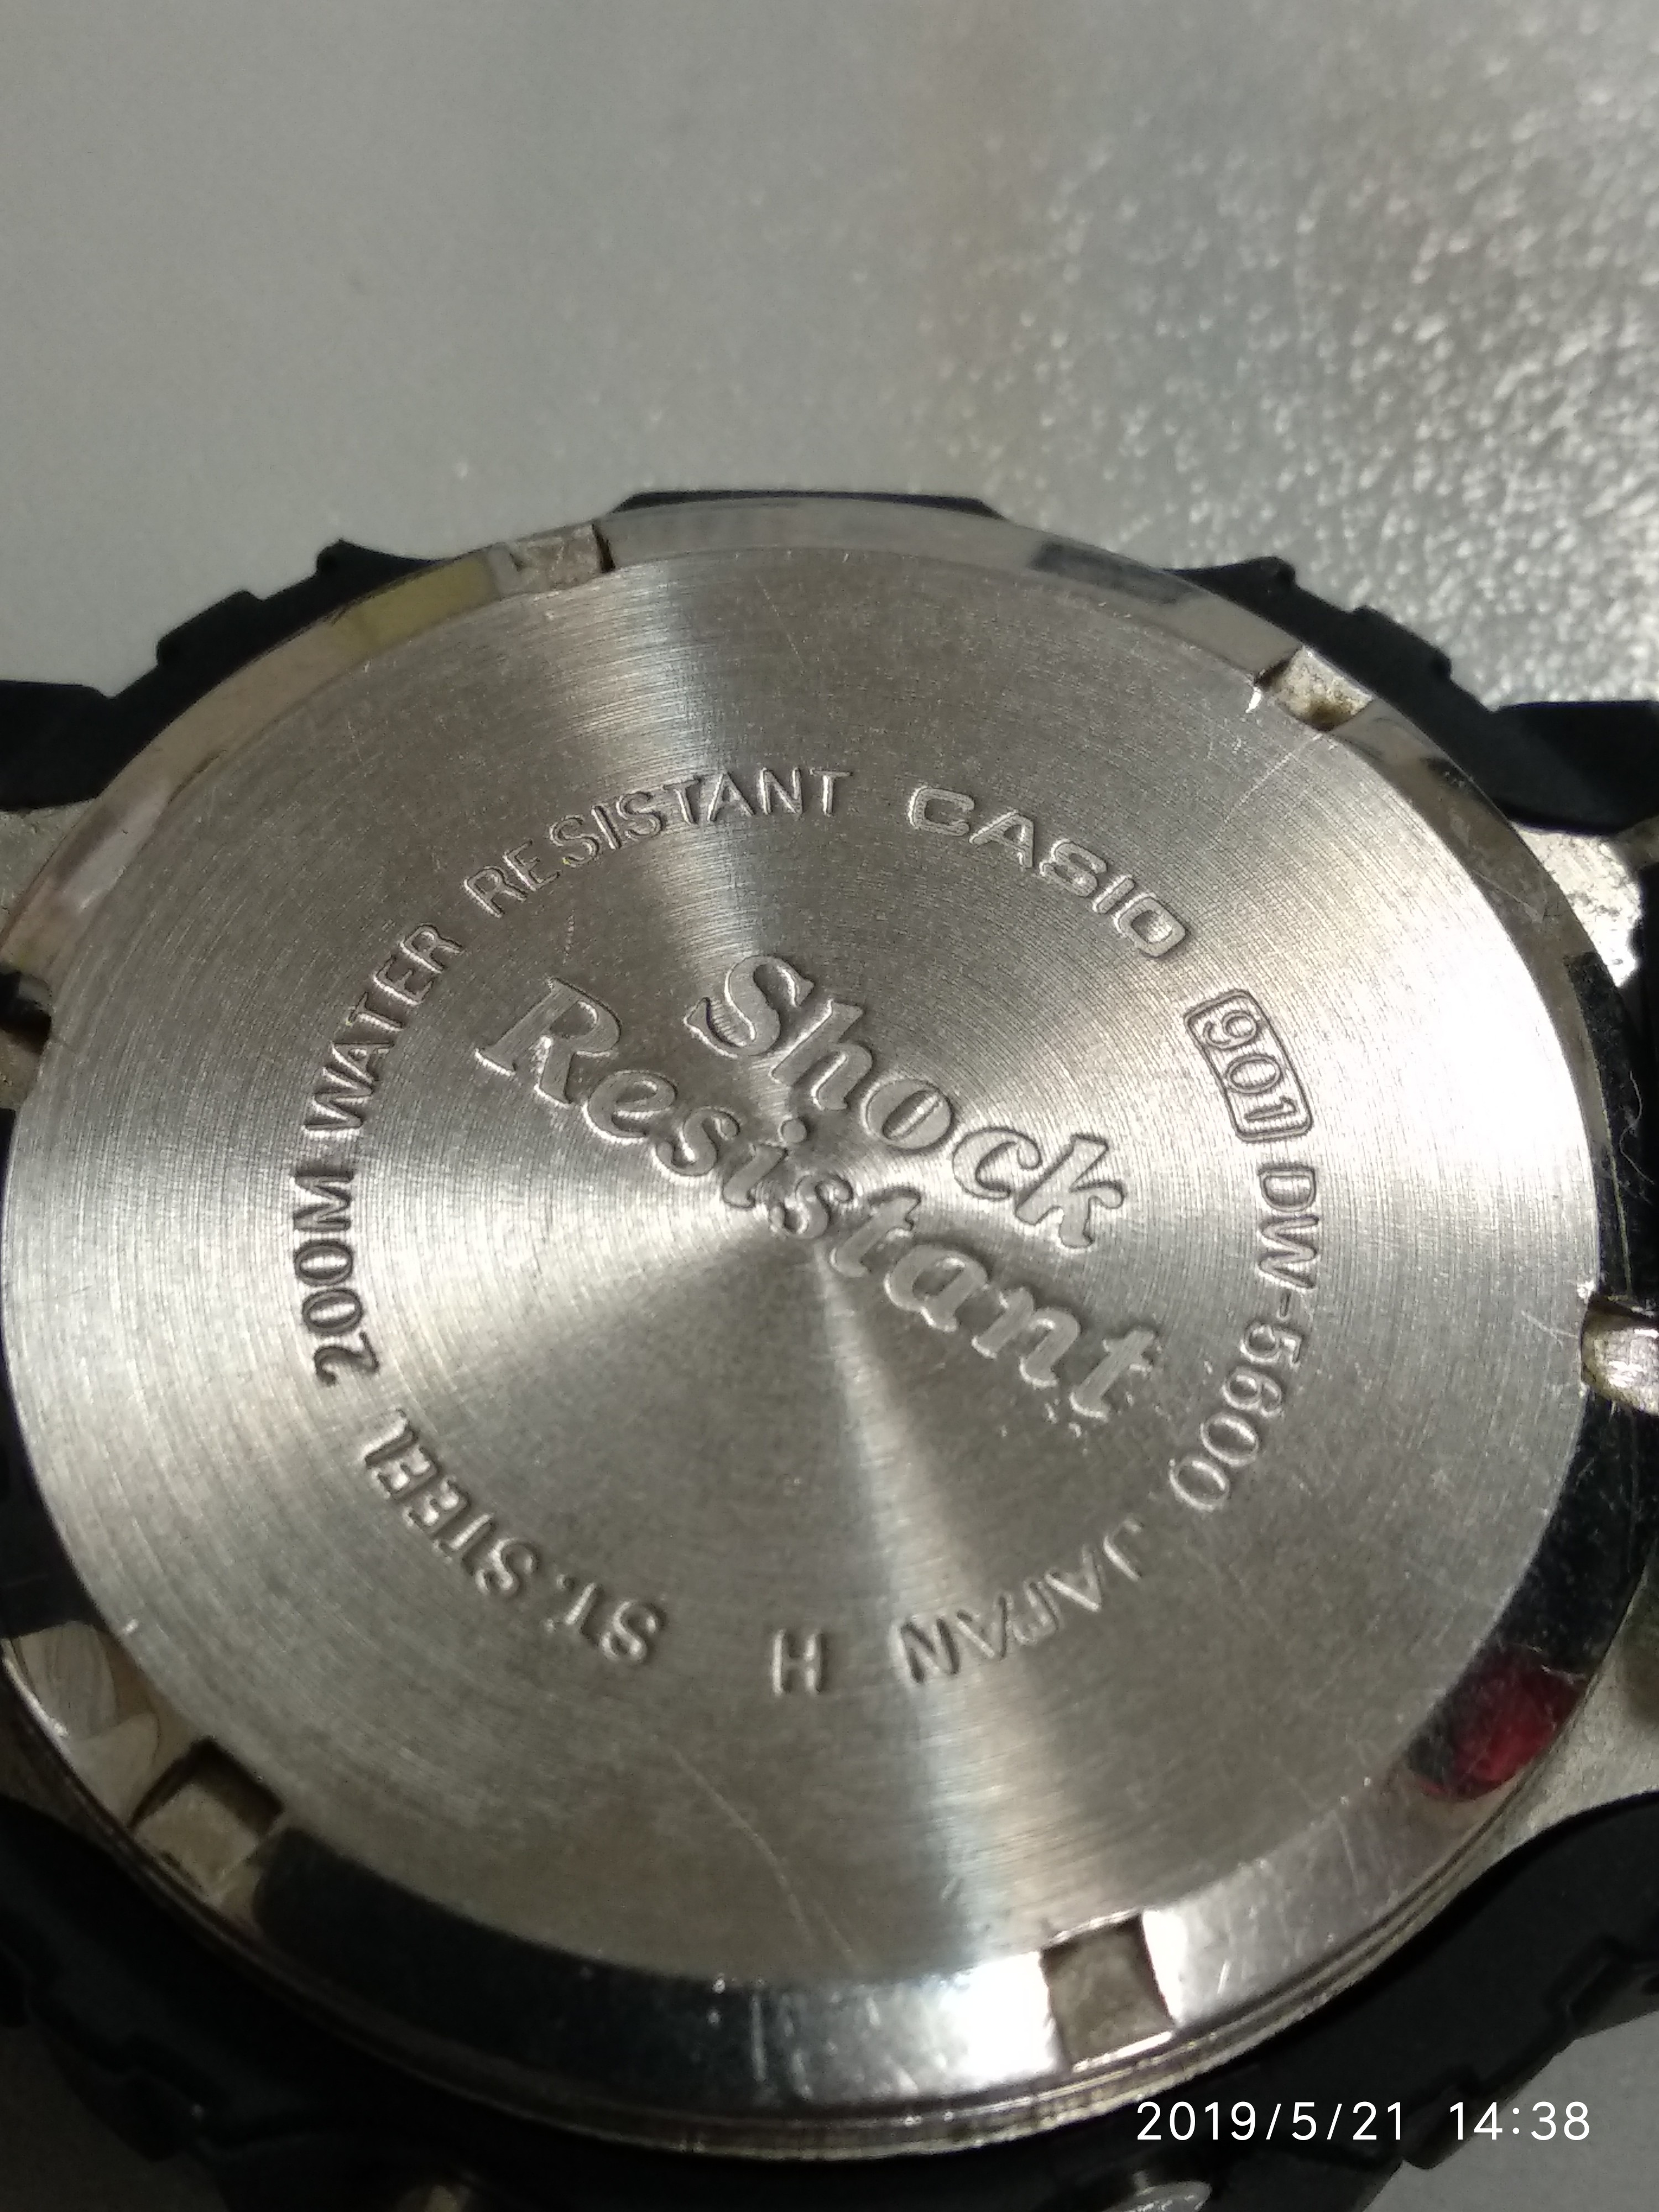 Shock
Resistant
CASIO 901 DW-5600 JAPAN H ST.STEEL 200M WATER RESISTANT
2019/5/21 14:38